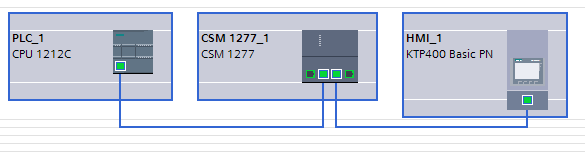 PLC_1
CPU 1212C
CSM 1277_1
CSM 1277
HMI_1
KTP400 Basic PN